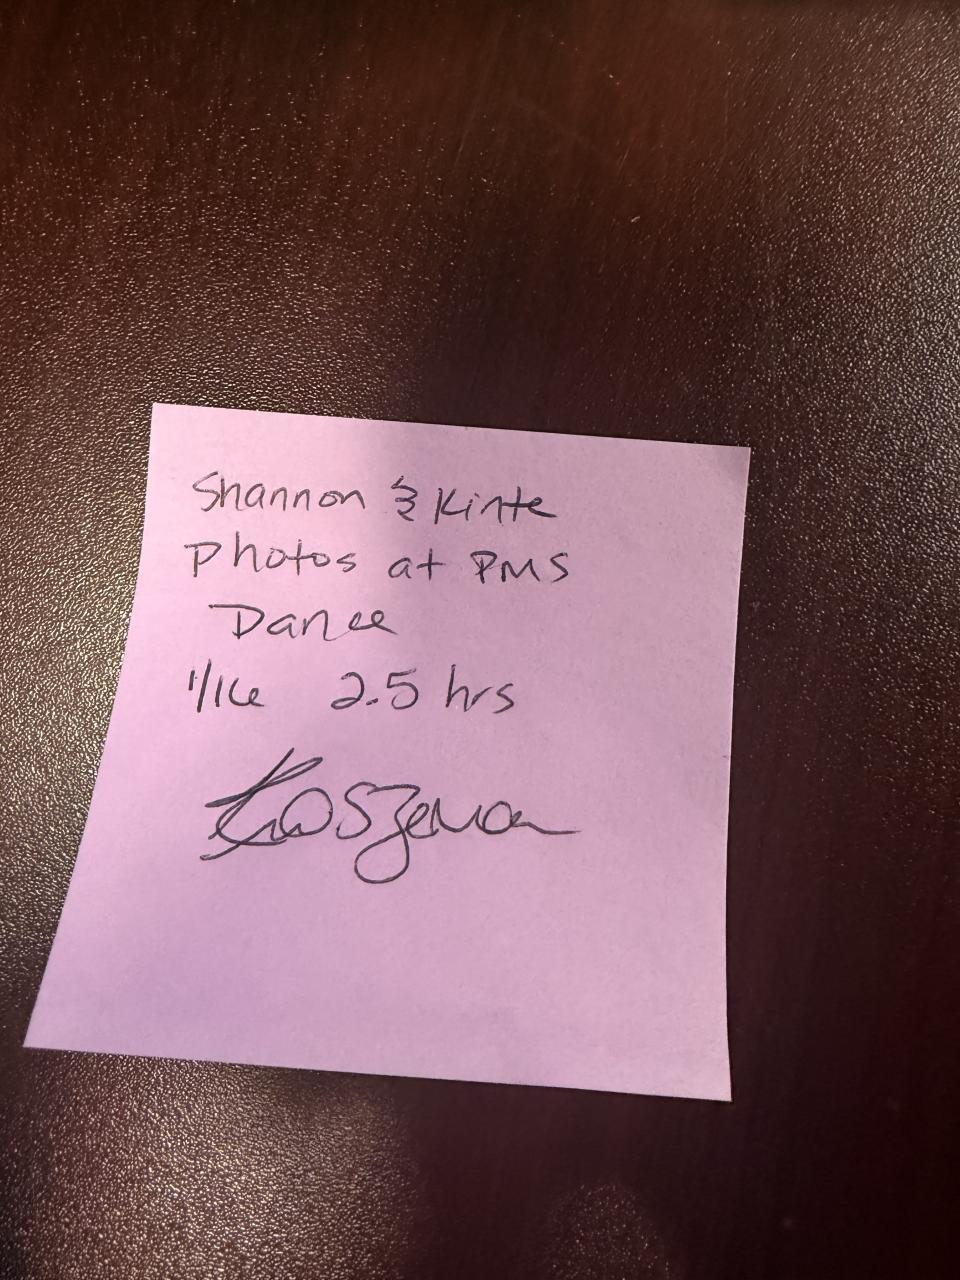 Shannon & Kinte
Photos at PMS
Dance
1/16 2.5 hrs